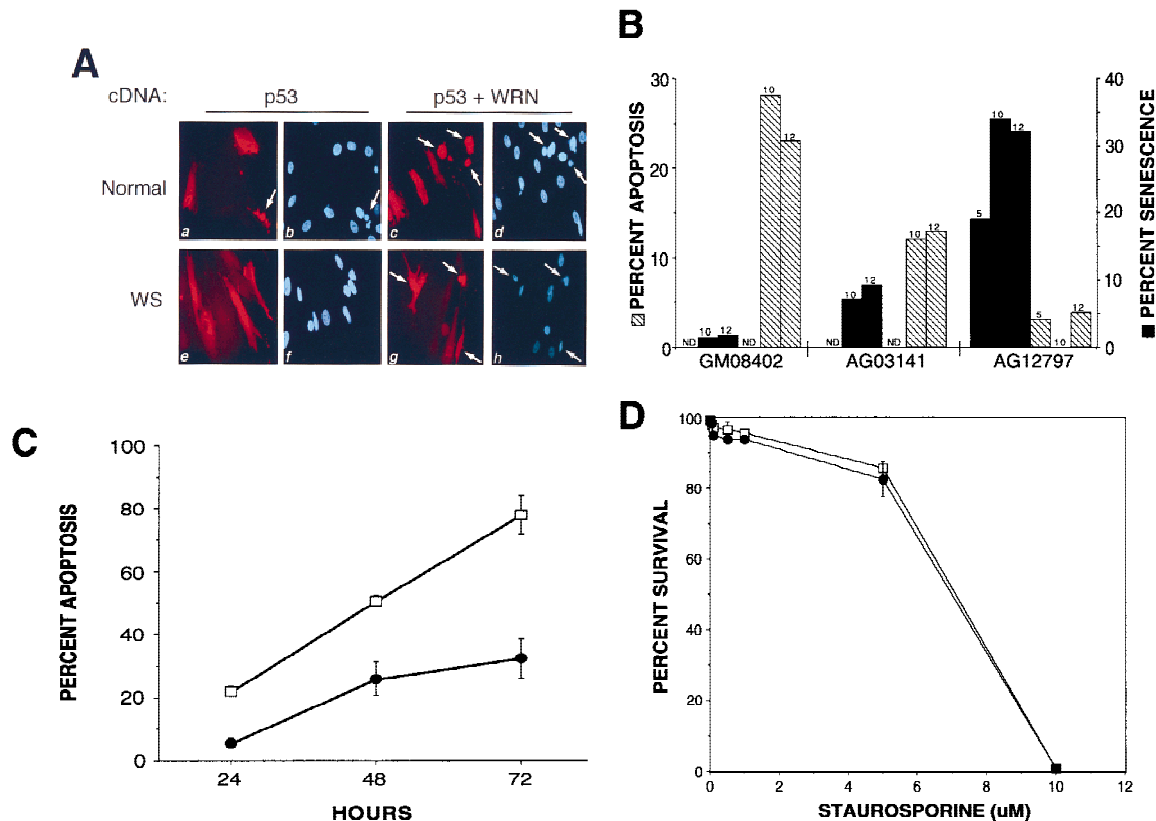 A
cDNA:
p53
p53 + WRN
Normal
a
b
c
d
WS
e
f
g
h
B
PERCENT APOPTOSIS
PERCENT SENESCENCE
30
20
10
0
40
30
20
10
0
ND
10
12
ND
10
12
ND
10
12
ND
10
12
5
10
12
5
10
12
GM08402
AG03141
AG12797
C
PERCENT APOPTOSIS
100
80
60
40
20
0
24
48
72
HOURS
D
PERCENT SURVIVAL
100
80
60
40
20
0
0
2
4
6
8
10
12
STAUROSPORINE (uM)